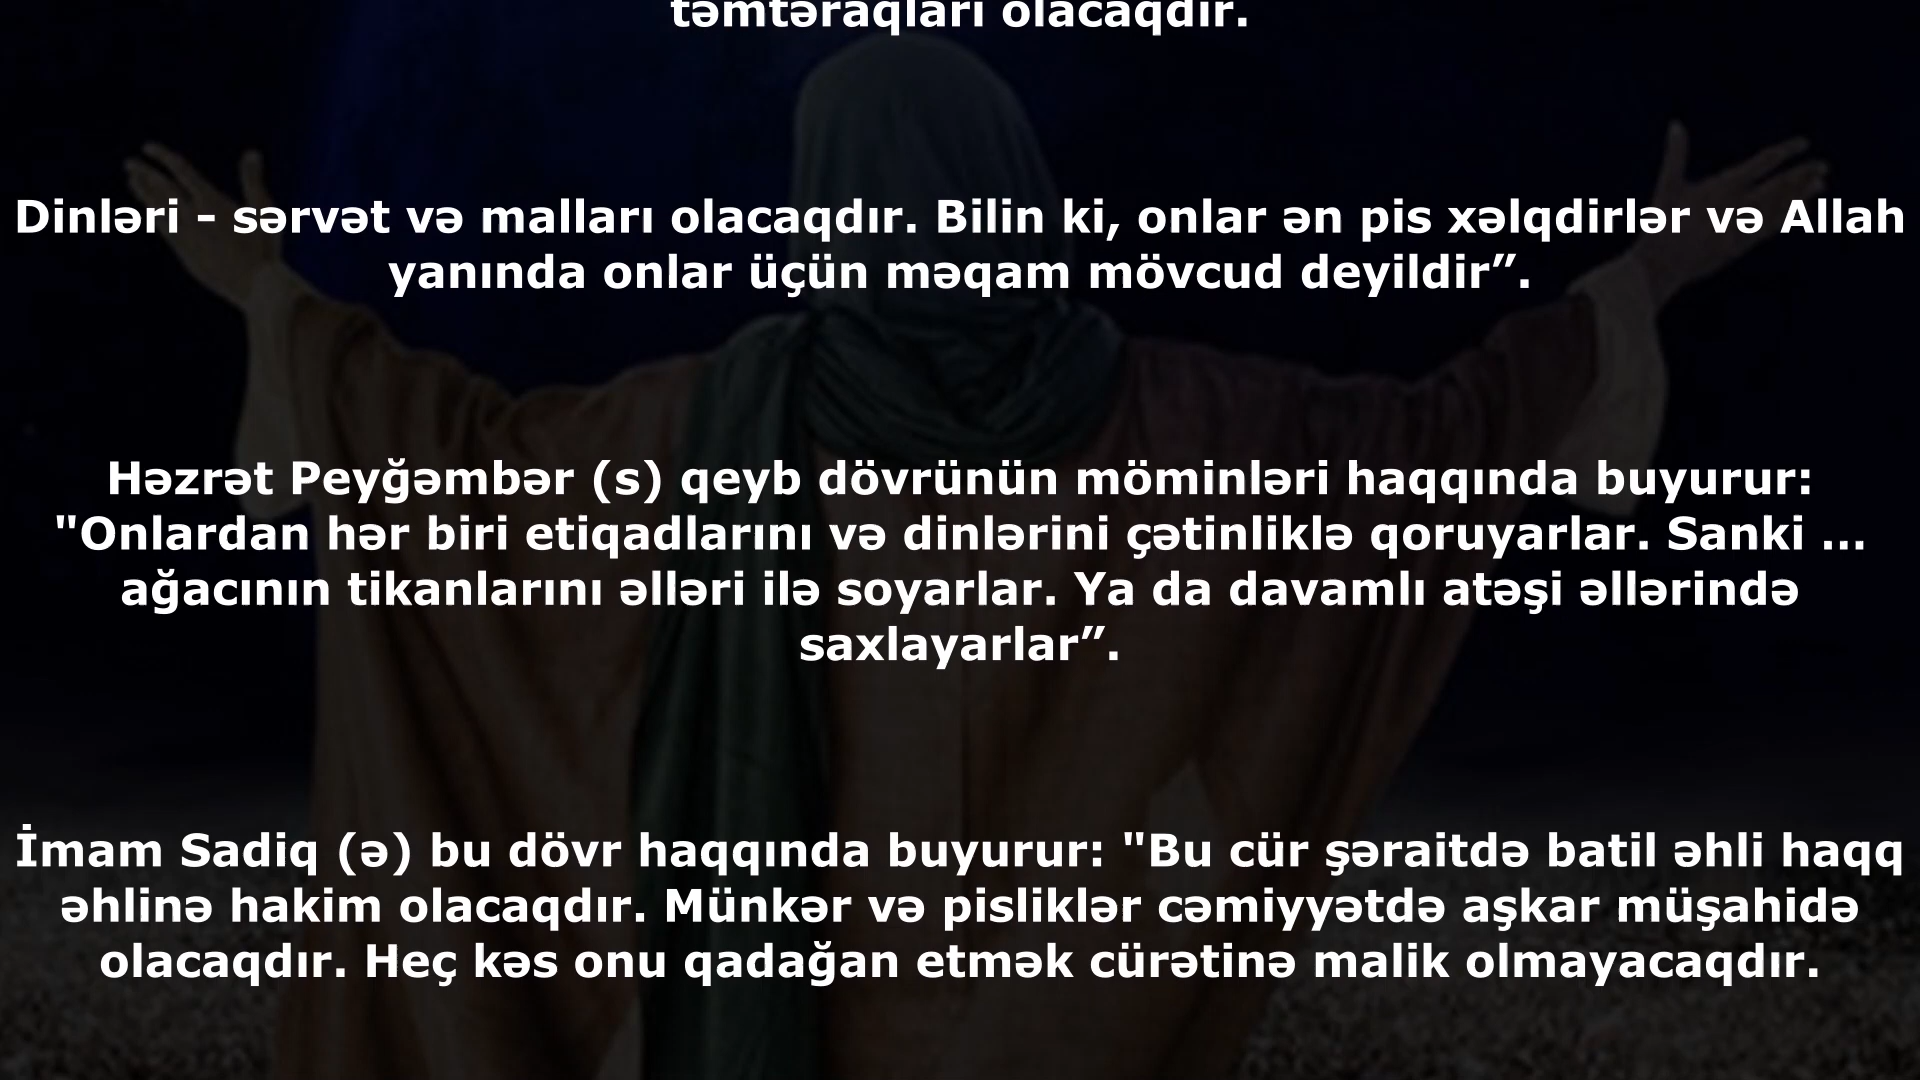 təmtəraqları olacaqdır.
Dinləri - sərvət və malları olacaqdır. Bilin ki, onlar ən pis xəlqdirlər və Allah
yanında onlar üçün məqam mövcud deyildir”.
Həzrət Peyğəmbər (s) qeyb dövrünün möminləri haqqında buyurur:
"Onlardan hər biri etiqadlarını və dinlərini çətinliklə qoruyarlar. Sanki ...
ağacının tikanlarını əlləri ilə soyarlar. Ya da davamlı atəşi əllərində
saxlayarlar”.
İmam Sadiq (ə) bu dövr haqqında buyurur: "Bu cür şəraitdə batil əhli haqq
əhlinə hakim olacaqdır. Münkər və pisliklər cəmiyyətdə aşkar müşahidə
olacaqdır. Heç kəs onu qadağan etmək cürətinə malik olmayacaqdır.